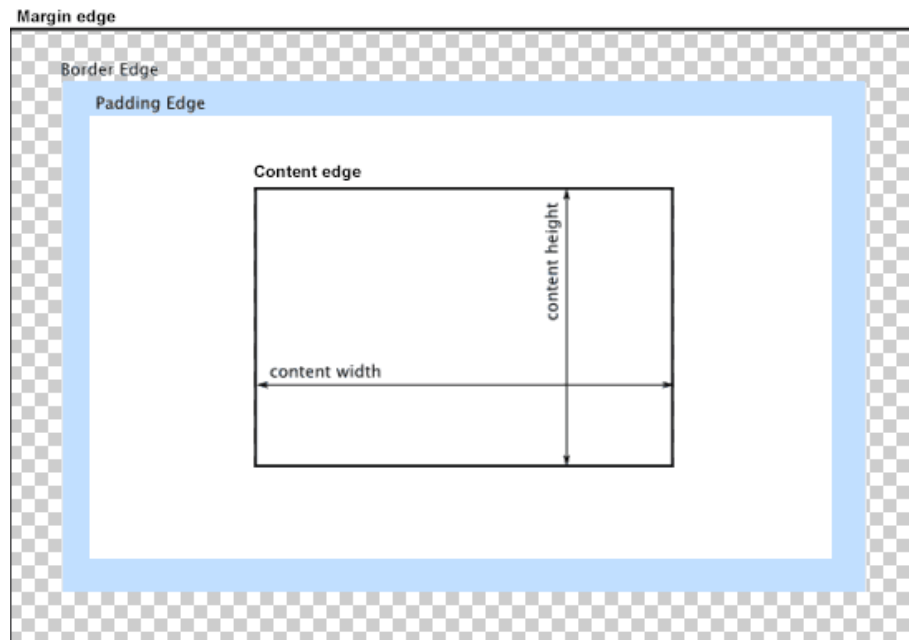 Margin edge
Border Edge
Padding Edge
Content edge
content height
content width